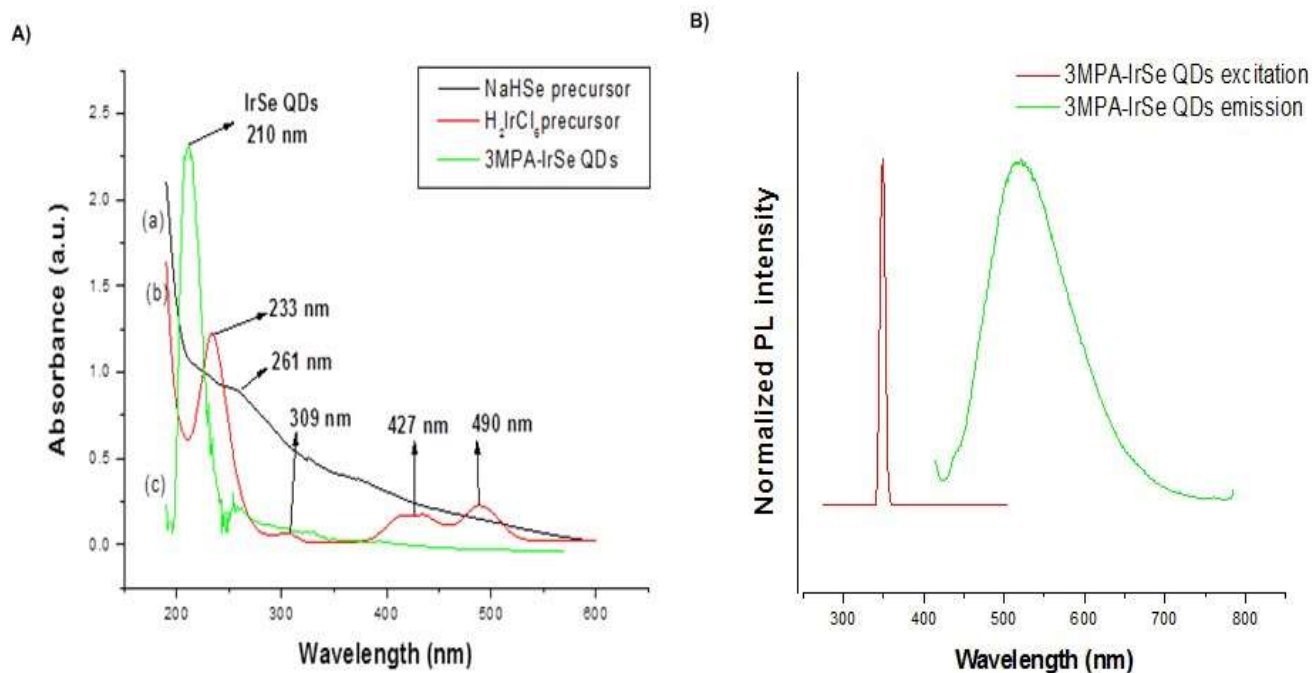 A)
IrSe QDs
210 nm
NaHSe precursor
H₂IrCl₆precursor
3MPA-IrSe QDs
2.5
2.0
1.5
1.0
0.5
0.0
(a)
(b)
(c)
233 nm
261 nm
309 nm
427 nm
490 nm
Absorbance (a.u.)
200 300 400 500 600
Wavelength (nm)
B)
3MPA-IrSe QDs excitation
3MPA-IrSe QDs emission
Normalized PL intensity
300 400 500 600 700 800
Wavelength (nm)